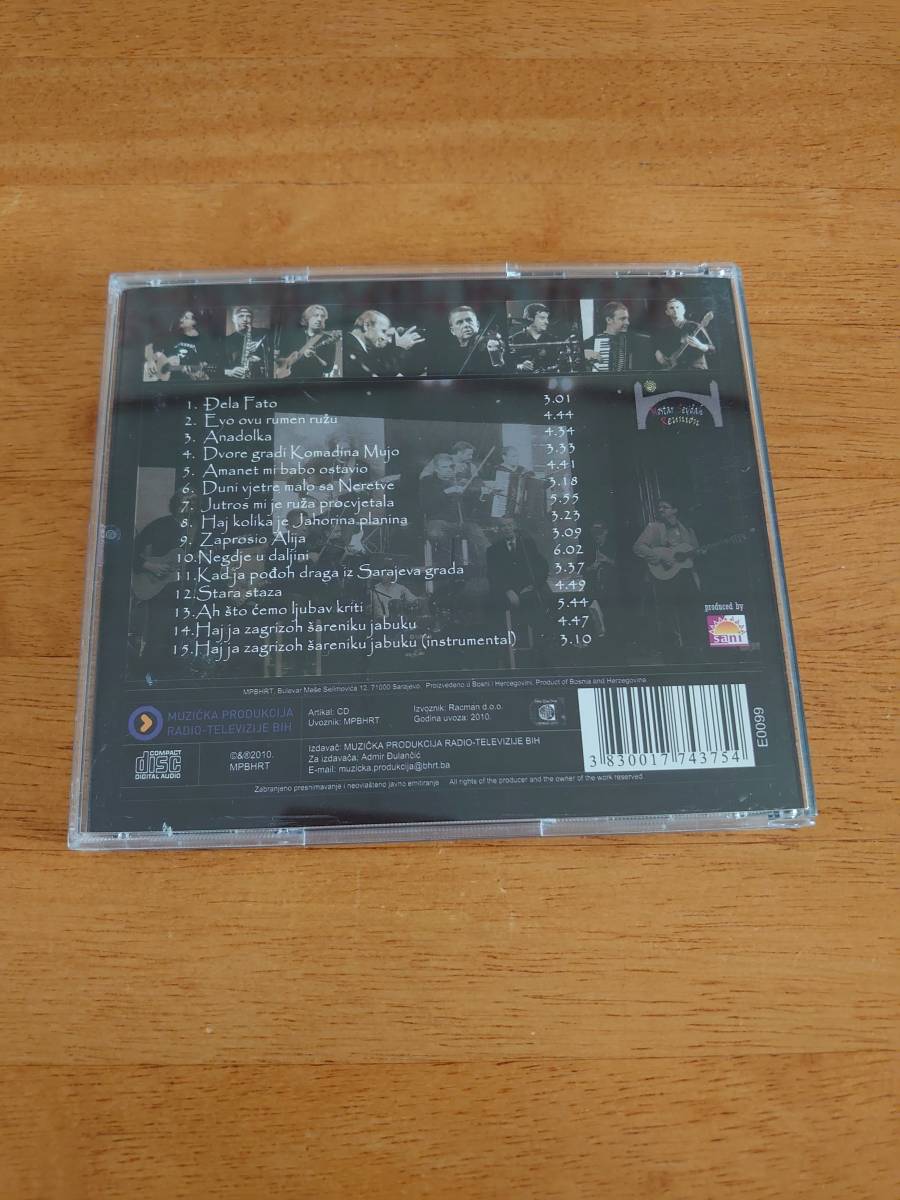 1. Đela Fato 3.01
2. Evo ovu rumen ružu 4.44
3. Anadolka 4.34
4. Dvore gradi Komadina Mujo 3.33
5. Amanet mi babo ostavio 4.41
6. Duni vjetre malo sa Neretve 3.18
7. Jutros mi je ruža procvjetala 5.55
8. Haj kolika je Jahorina planina 3.23
9. Zaprosio Alija 3.09
10. Negdje u daljini 6.02
11. Kad ja pođoh draga iz Sarajeva grada 3.37
12. Stara staza 4.49
13. Ah što ćemo ljubav kriti 5.44
14. Haj ja zagrizoh šareniku jabuku 4.47
15. Haj ja zagrizoh šareniku jabuku (instrumental) 3.10
Mostar Sevdah
Reunion
produced by
sani
MPBHRT, Bulevar Meše Selimovića 12, 71000 Sarajevo. Proizvedeno u Bosni i Hercegovini. Product of Bosnia and Herzegovina
MUZIČKA PRODUKCIJA
RADIO-TELEVIZIJE BIH
Artikal: CD
Uvoznik: MPBHRT
Izvoznik: Racman d.o.o.
Godina uvoza: 2010.
COMPACT
disc
DIGITAL AUDIO
©&℗2010.
MPBHRT
Izdavač: MUZIČKA PRODUKCIJA RADIO-TELEVIZIJE BIH
Za izdavača: Admir Đulančić
E-mail: muzicka.produkcija@bhrt.ba
3 830017 743754
E0099
Zabranjeno presnimavanje i neovlašteno javno emitiranje All rights of the producer and the owner of the work reserved